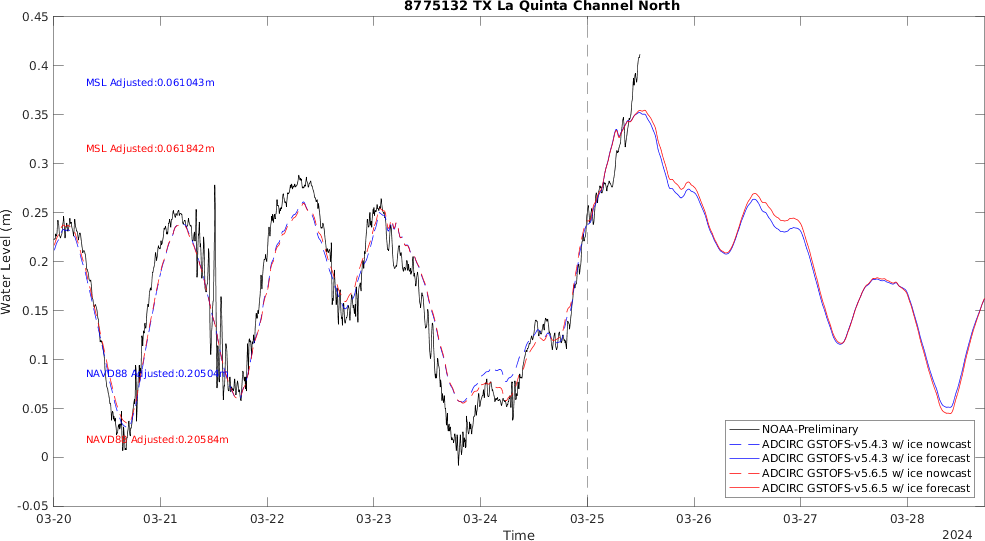 8775132 TX La Quinta Channel North
0.45
0.4
0.35
0.3
0.25
0.2
0.15
0.1
0.05
0
-0.05
Water Level (m)
MSL Adjusted:0.061043m
MSL Adjusted:0.061842m
NAVD88 Adjusted:0.20504m
NAVD88 Adjusted:0.20584m
NOAA-Preliminary
ADCIRC GSTOFS-v5.4.3 w/ ice nowcast
ADCIRC GSTOFS-v5.4.3 w/ ice forecast
ADCIRC GSTOFS-v5.6.5 w/ ice nowcast
ADCIRC GSTOFS-v5.6.5 w/ ice forecast
03-20 03-21 03-22 03-23 03-24 03-25 03-26 03-27 03-28
Time
2024